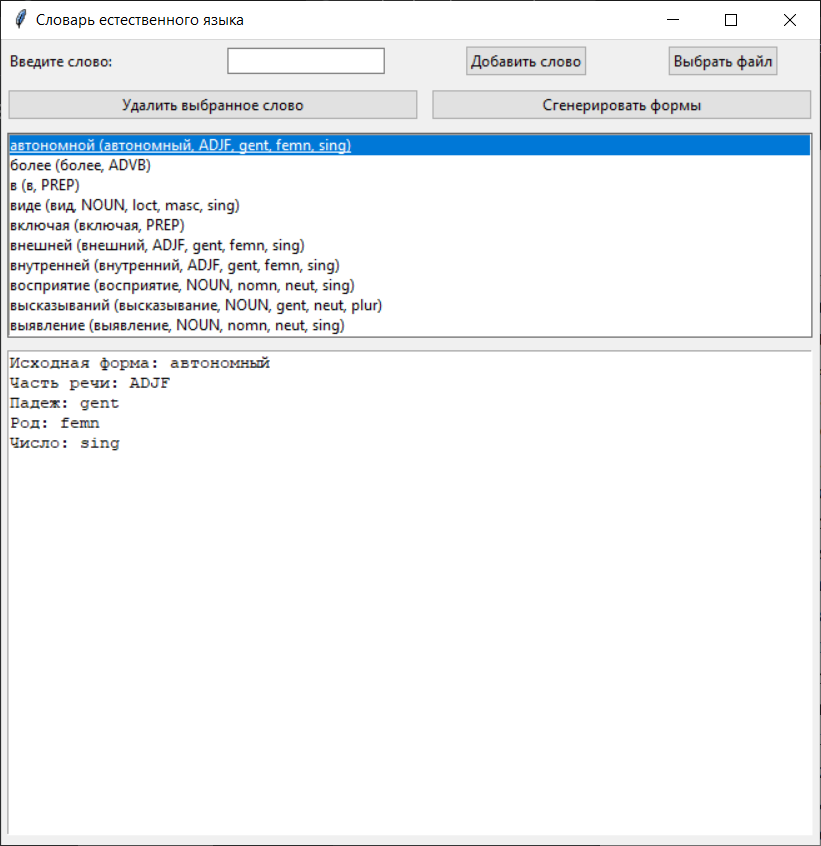 Словарь естественного языка
Введите слово:
Добавить слово
Выбрать файл
Удалить выбранное слово
Сгенерировать формы
автономной (автономный, ADJF, gent, femn, sing)
более (более, ADVB)
в (в, PREP)
виде (вид, NOUN, loct, masc, sing)
включая (включая, PREP)
внешней (внешний, ADJF, gent, femn, sing)
внутренней (внутренний, ADJF, gent, femn, sing)
восприятие (восприятие, NOUN, nomn, neut, sing)
высказываний (высказывание, NOUN, gent, neut, plur)
выявление (выявление, NOUN, nomn, neut, sing)
Исходная форма: автономный
Часть речи: ADJF
Падеж: gent
Род: femn
Число: sing